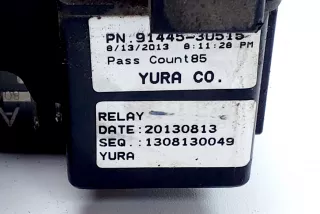 PN.91445-3U515
8/13/2013 6:11:28 PM
Pass Count85
YURA CO.
RELAY
DATE:20130813
SEQ.:1308130049
YURA